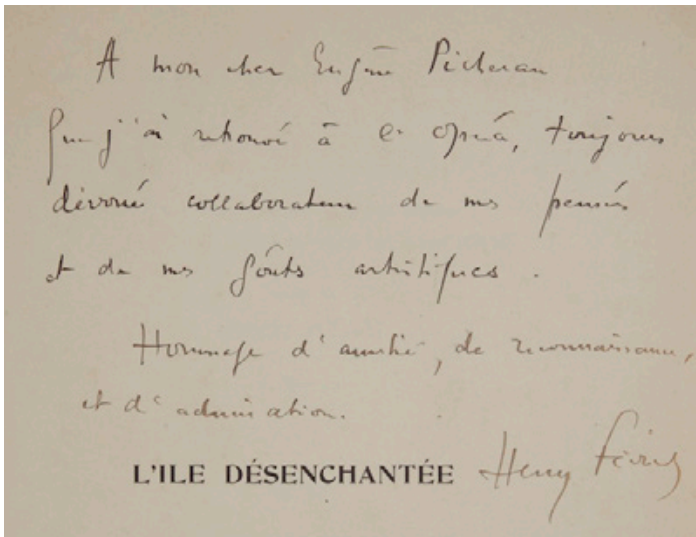 A mon cher Eugène Picheran
que j'ai retrouvé à l'opéra, toujours
dévoué collaborateur de mes pensées
et de mes goûts artistiques.
Hommage d'amitié, de reconnaissance,
et d'admiration.
L'ILE DÉSENCHANTÉE Henry Février